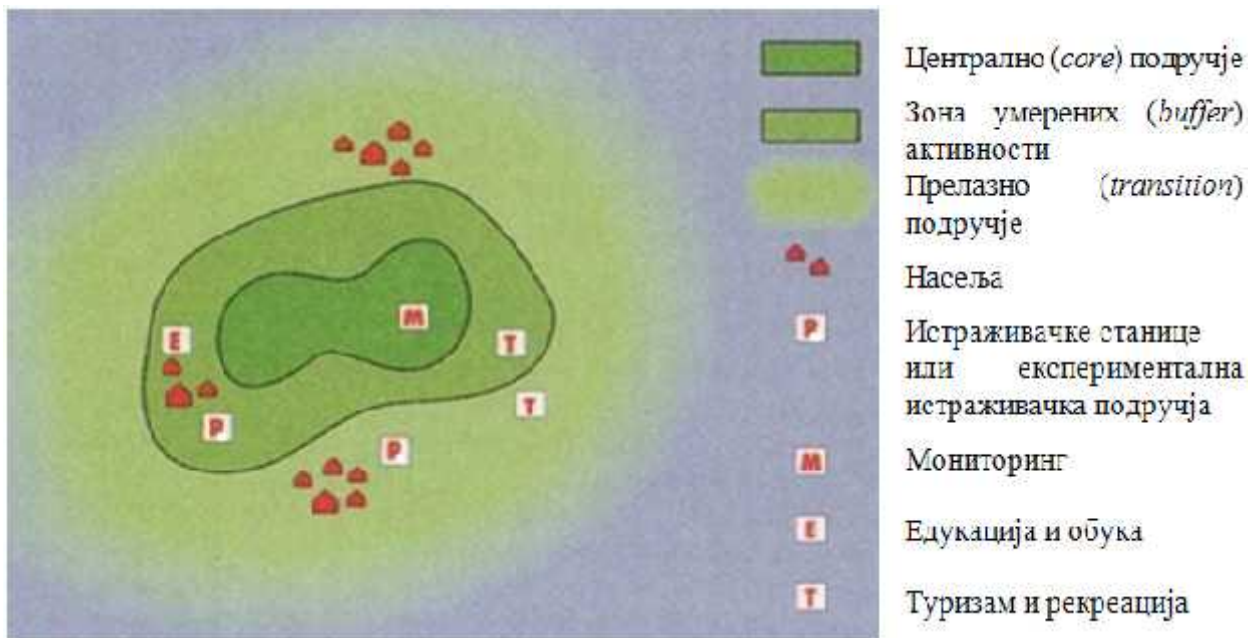 Централно (core) подручје
Зона умерених (buffer)
активности
Прелазно (transition)
подручје
Насеља
Р
Истраживачке станице
или експериментална
истраживачка подручја
М
Мониторинг
Е
Едукација и обука
Т
Туризам и рекреација
М
Е
Т
Т
Р
Р